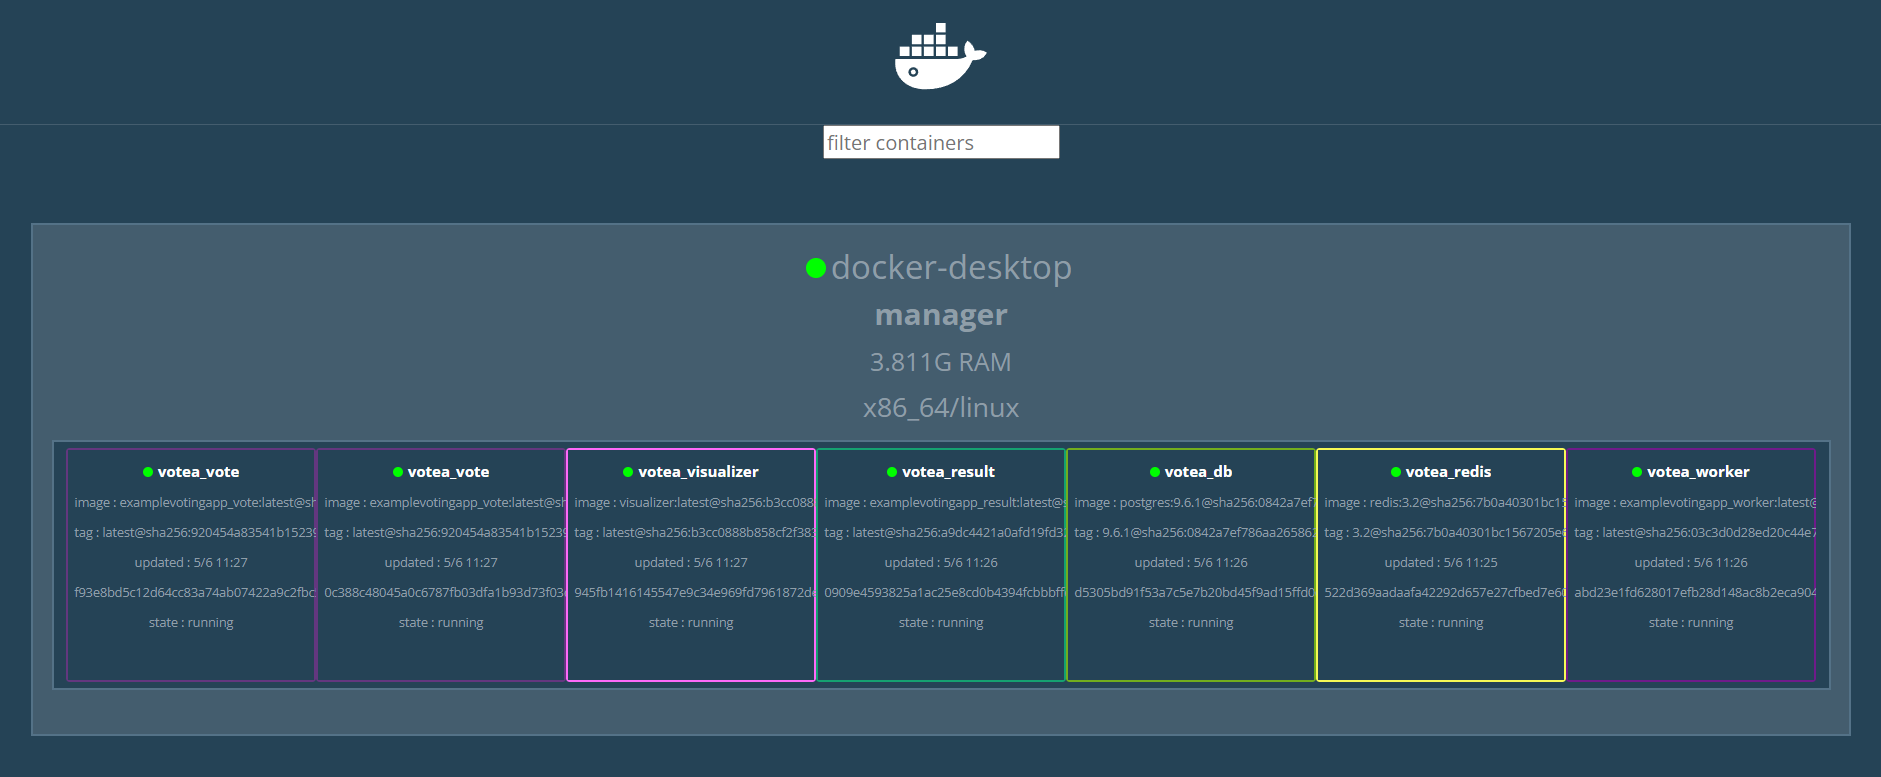 filter containers
docker-desktop
manager
3.811G RAM
x86_64/linux
votea_vote
image : examplevotingapp_vote:latest@sh
tag : latest@sha256:920454a83541b15239
updated : 5/6 11:27
f93e8bd5c12d64cc83a74ab07422a9c2fbc
state : running
votea_vote
image : examplevotingapp_vote:latest@sh
tag : latest@sha256:920454a83541b15239
updated : 5/6 11:27
0c388c48045a0c6787fb03dfa1b93d73f03
state : running
votea_visualizer
image : visualizer:latest@sha256:b3cc088
tag : latest@sha256:b3cc0888b858cf2f383
updated : 5/6 11:27
945fb1416145547e9c34e969fd7961872de
state : running
votea_result
image : examplevotingapp_result:latest@
tag : latest@sha256:a9dc4421a0afd19fd3
updated : 5/6 11:26
0909e4593825a1ac25e8cd0b4394fcbbbff
state : running
votea_db
image : postgres:9.6.1@sha256:0842a7ef
tag : 9.6.1@sha256:0842a7ef786aa265862
updated : 5/6 11:26
d5305bd91f53a7c5e7b20bd45f9ad15ffd0
state : running
votea_redis
image : redis:3.2@sha256:7b0a40301bc15
tag : 3.2@sha256:7b0a40301bc1567205e6
updated : 5/6 11:25
522d369aadaafa42292d657e27cfbed7e60
state : running
votea_worker
image : examplevotingapp_worker:latest@
tag : latest@sha256:03c3d0d28ed20c44e7
updated : 5/6 11:26
abd23e1fd628017efb28d148ac8b2eca904
state : running